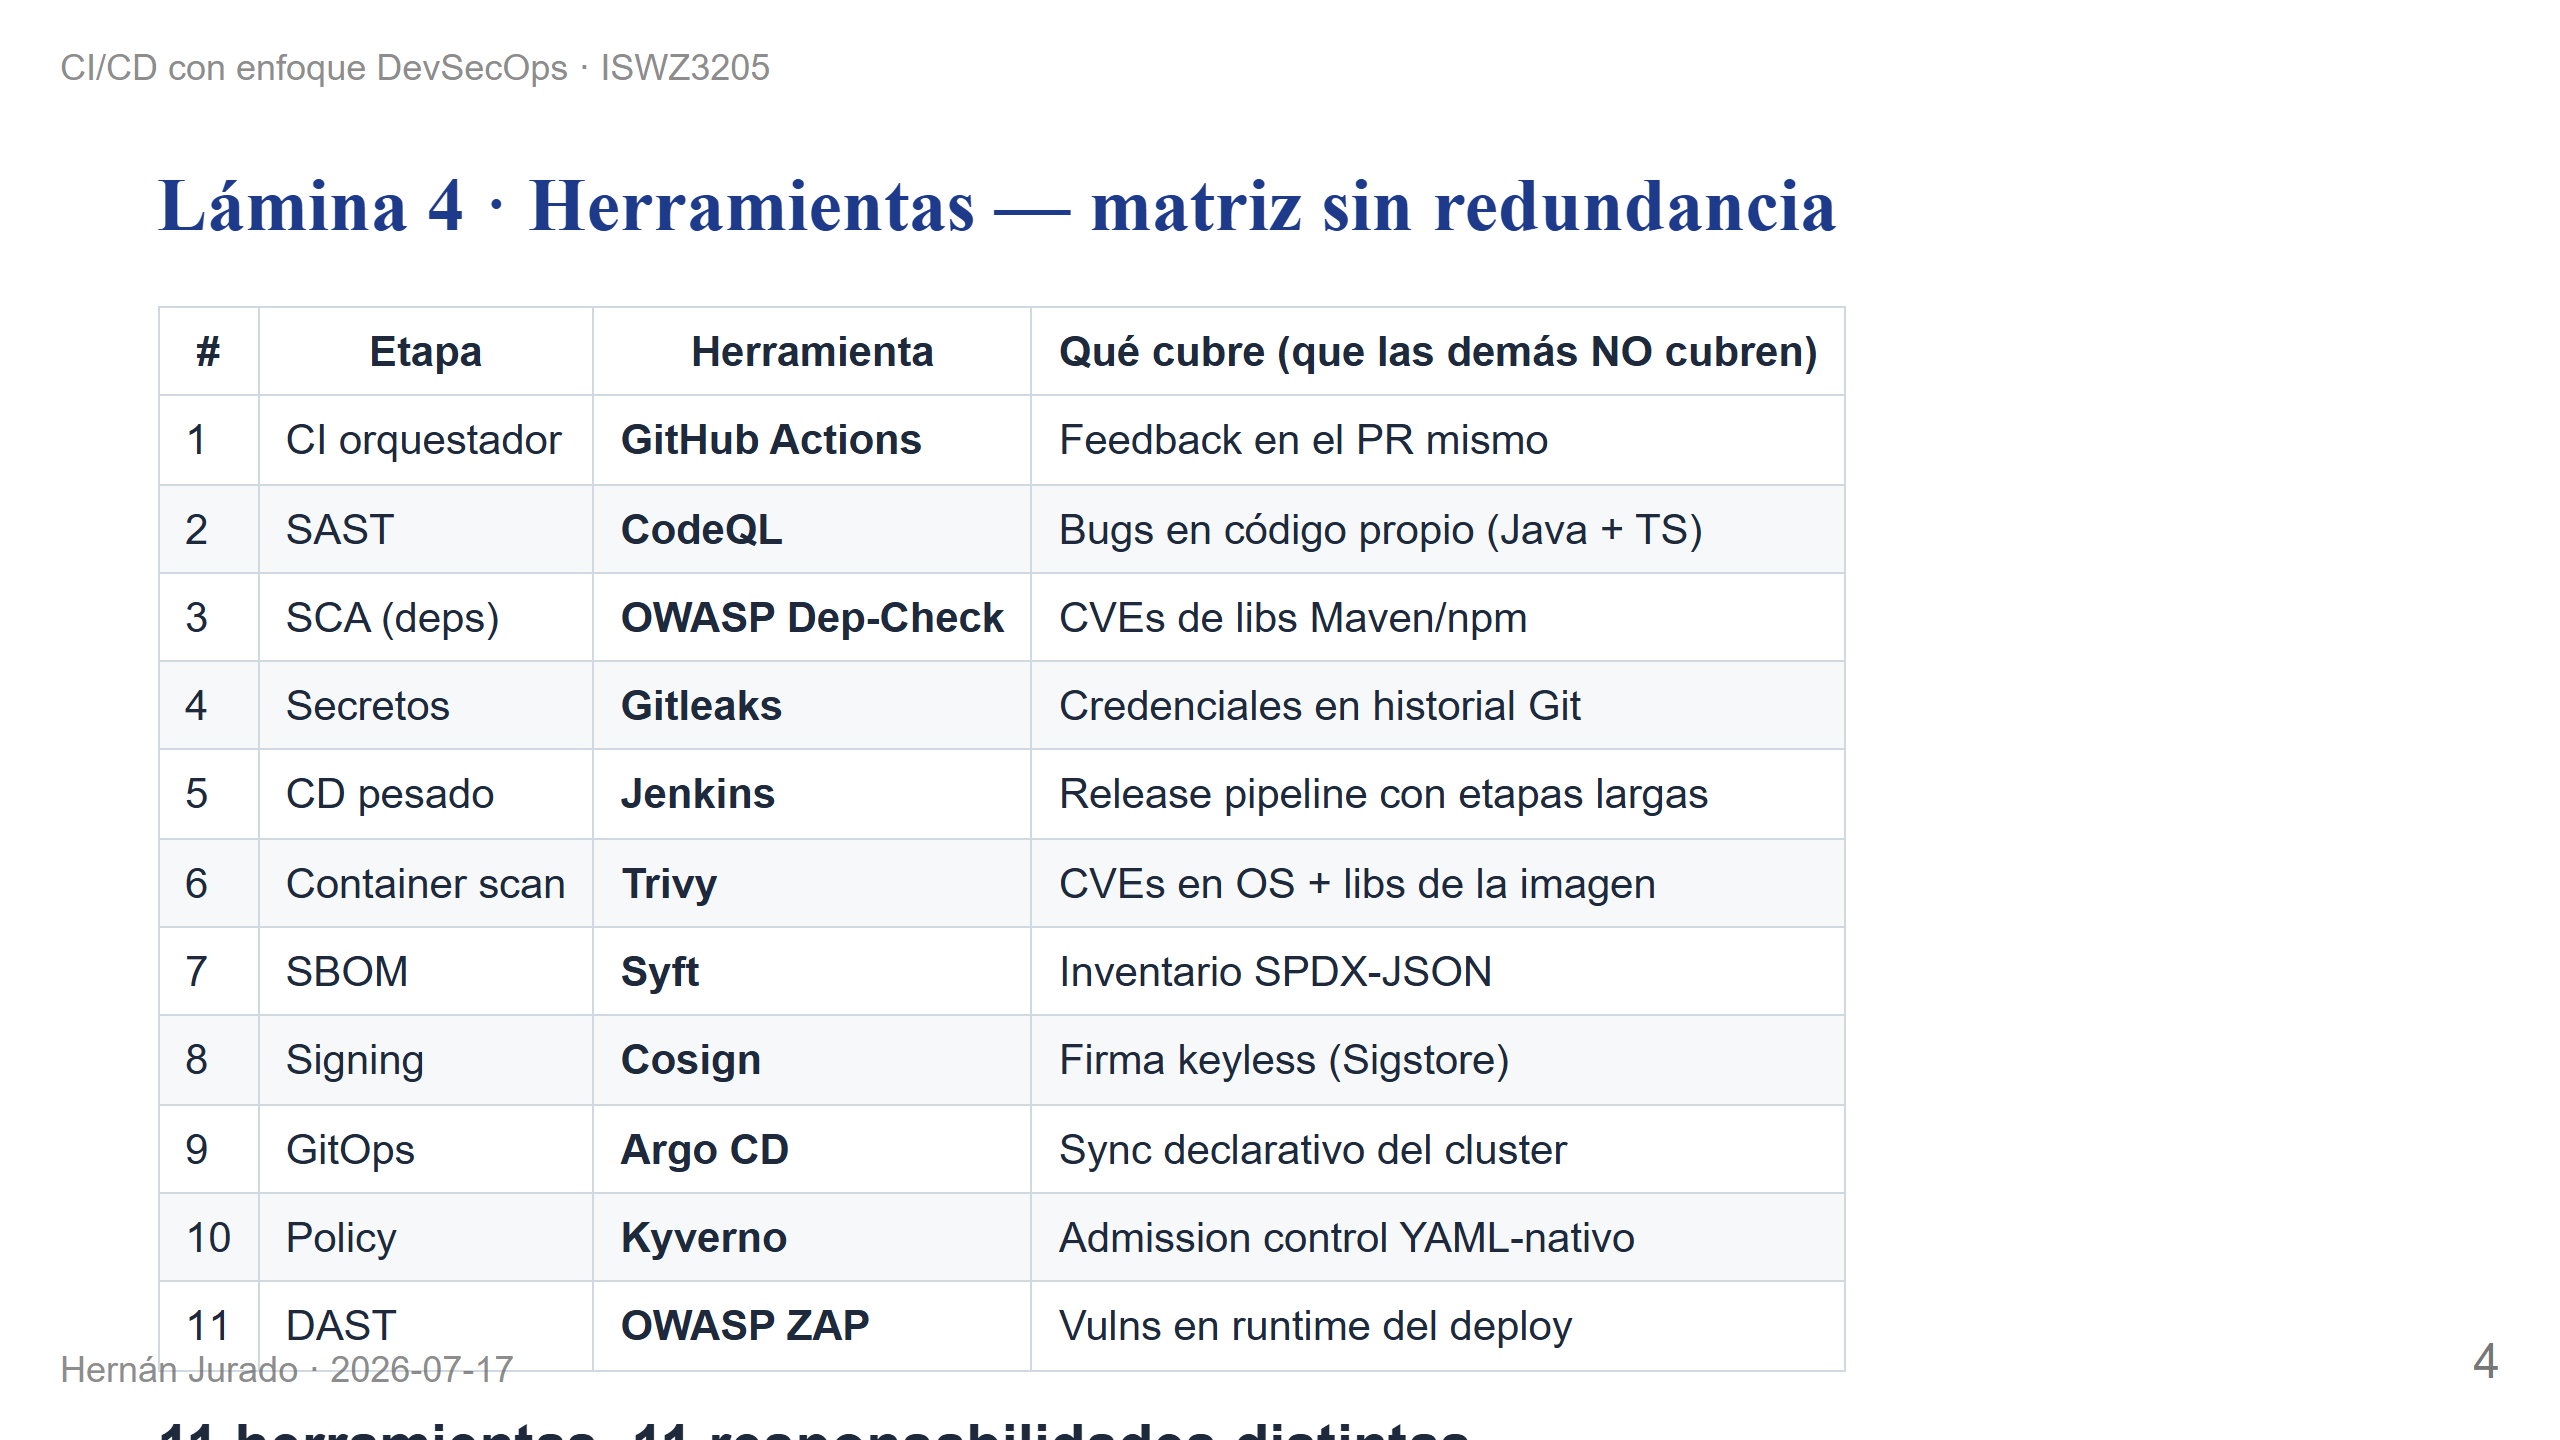 CI/CD con enfoque DevSecOps · ISWZ3205
Lámina 4 · Herramientas — matriz sin redundancia
# Etapa Herramienta Qué cubre (que las demás NO cubren)
1 CI orquestador GitHub Actions Feedback en el PR mismo
2 SAST CodeQL Bugs en código propio (Java + TS)
3 SCA (deps) OWASP Dep-Check CVEs de libs Maven/npm
4 Secretos Gitleaks Credenciales en historial Git
5 CD pesado Jenkins Release pipeline con etapas largas
6 Container scan Trivy CVEs en OS + libs de la imagen
7 SBOM Syft Inventario SPDX-JSON
8 Signing Cosign Firma keyless (Sigstore)
9 GitOps Argo CD Sync declarativo del cluster
10 Policy Kyverno Admission control YAML-nativo
11 DAST OWASP ZAP Vulns en runtime del deploy
Hernán Jurado · 2026-07-17
4
11 herramientas, 11 responsabilidades distintas